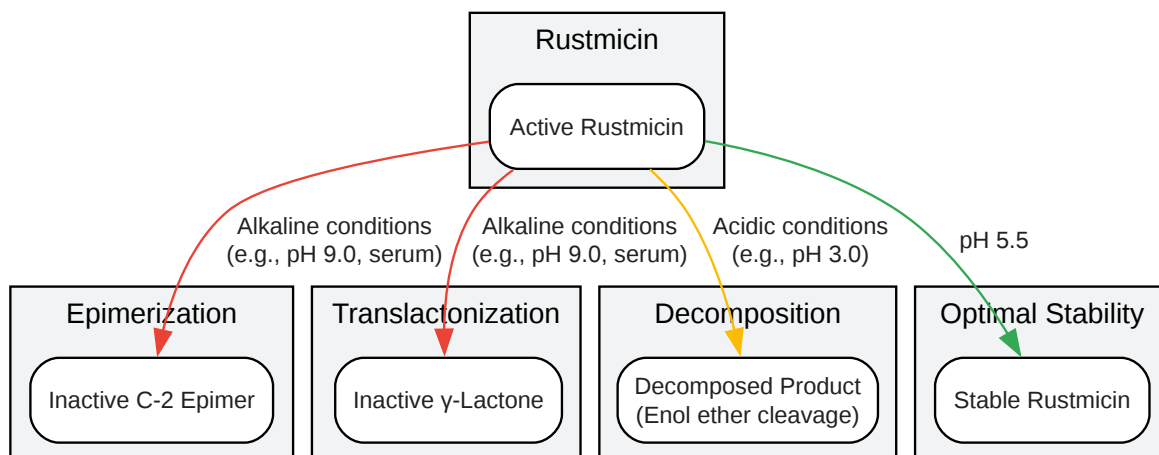 Rustmicin
Active Rustmicin
Alkaline conditions
(e.g., pH 9.0, serum)
Alkaline conditions
(e.g., pH 9.0, serum)
Acidic conditions
(e.g., pH 3.0)
pH 5.5
Epimerization
Translactonization
Decomposition
Optimal Stability
Inactive C-2 Epimer
Inactive γ-Lactone
Decomposed Product
(Enol ether cleavage)
Stable Rustmicin